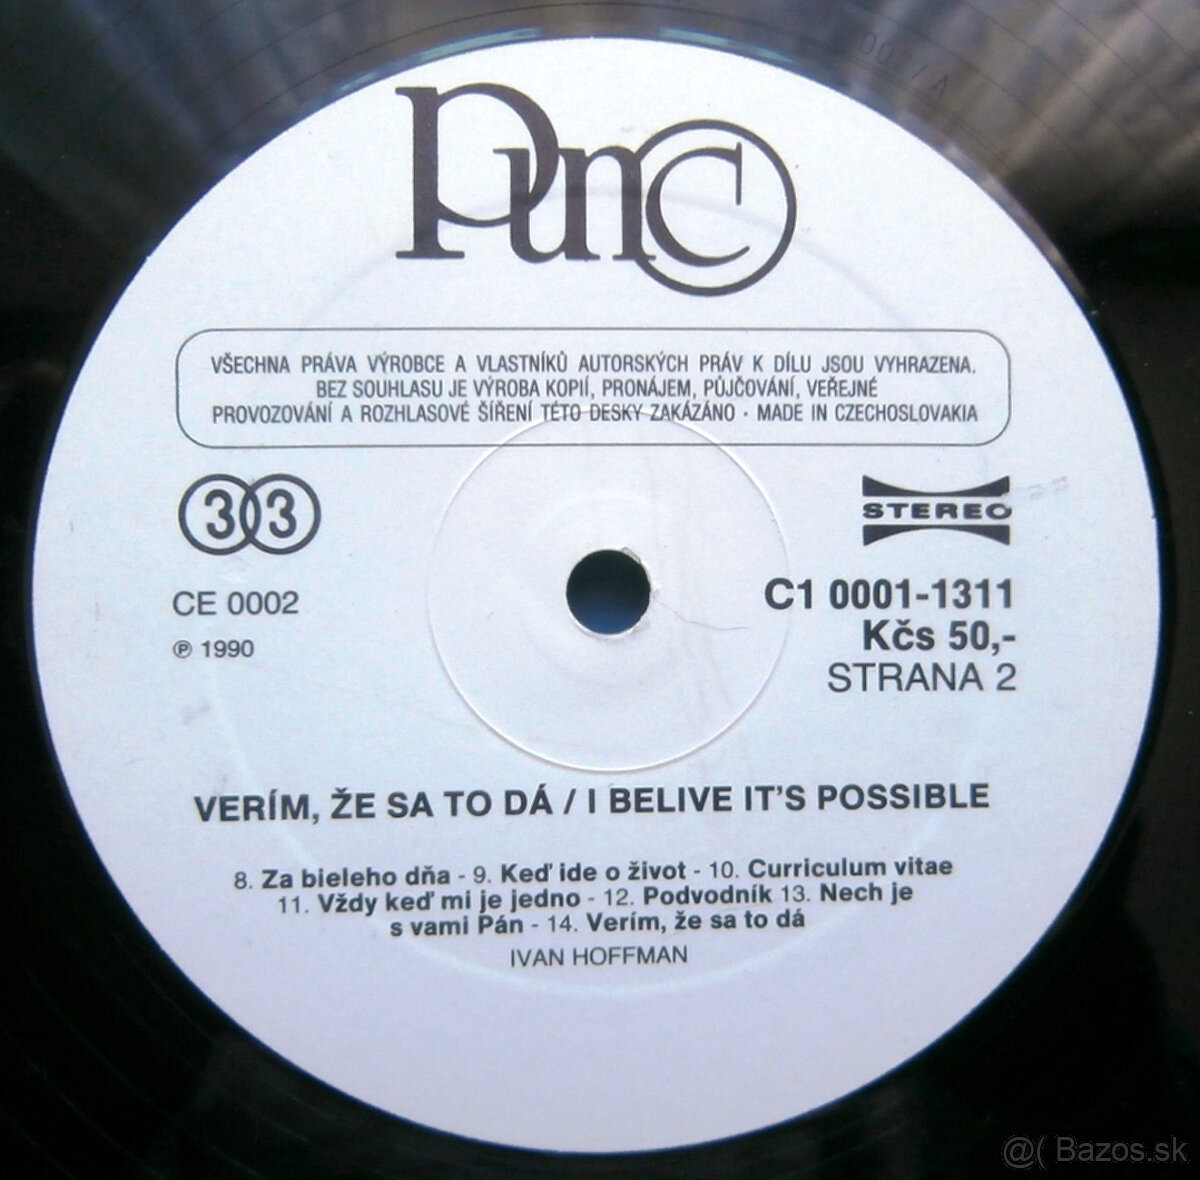 Punc
VŠECHNA PRÁVA VÝROBCE A VLASTNÍKŮ AUTORSKÝCH PRÁV K DÍLU JSOU VYHRAZENA.
BEZ SOUHLASU JE VÝROBA KOPIÍ, PRONÁJEM, PŮJČOVÁNÍ, VEŘEJNÉ
PROVOZOVÁNÍ A ROZHLASOVÉ ŠÍŘENÍ TÉTO DESKY ZAKÁZÁNO · MADE IN CZECHOSLOVAKIA
33
STEREO
CE 0002
℗ 1990
C1 0001-1311
Kčs 50,-
STRANA 2
VERÍM, ŽE SA TO DÁ / I BELIVE IT'S POSSIBLE
8. Za bieleho dňa - 9. Keď ide o život - 10. Curriculum vitae
11. Vždy keď mi je jedno - 12. Podvodník 13. Nech je
s vami Pán - 14. Verím, že sa to dá
IVAN HOFFMAN
@( Bazos.sk